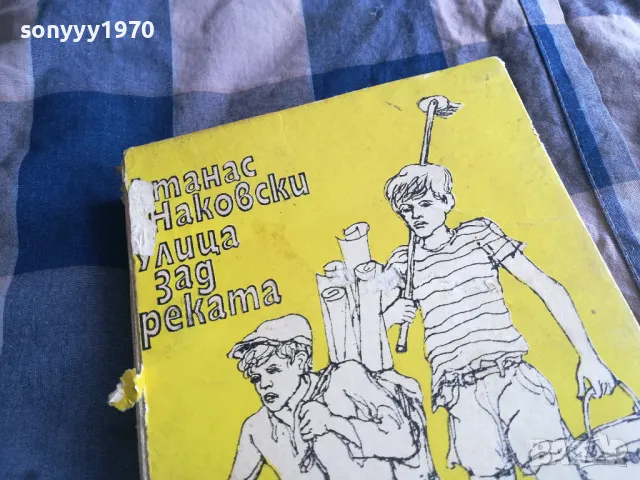 sonyyy1970
танас
Наковски
улица
зад
реката